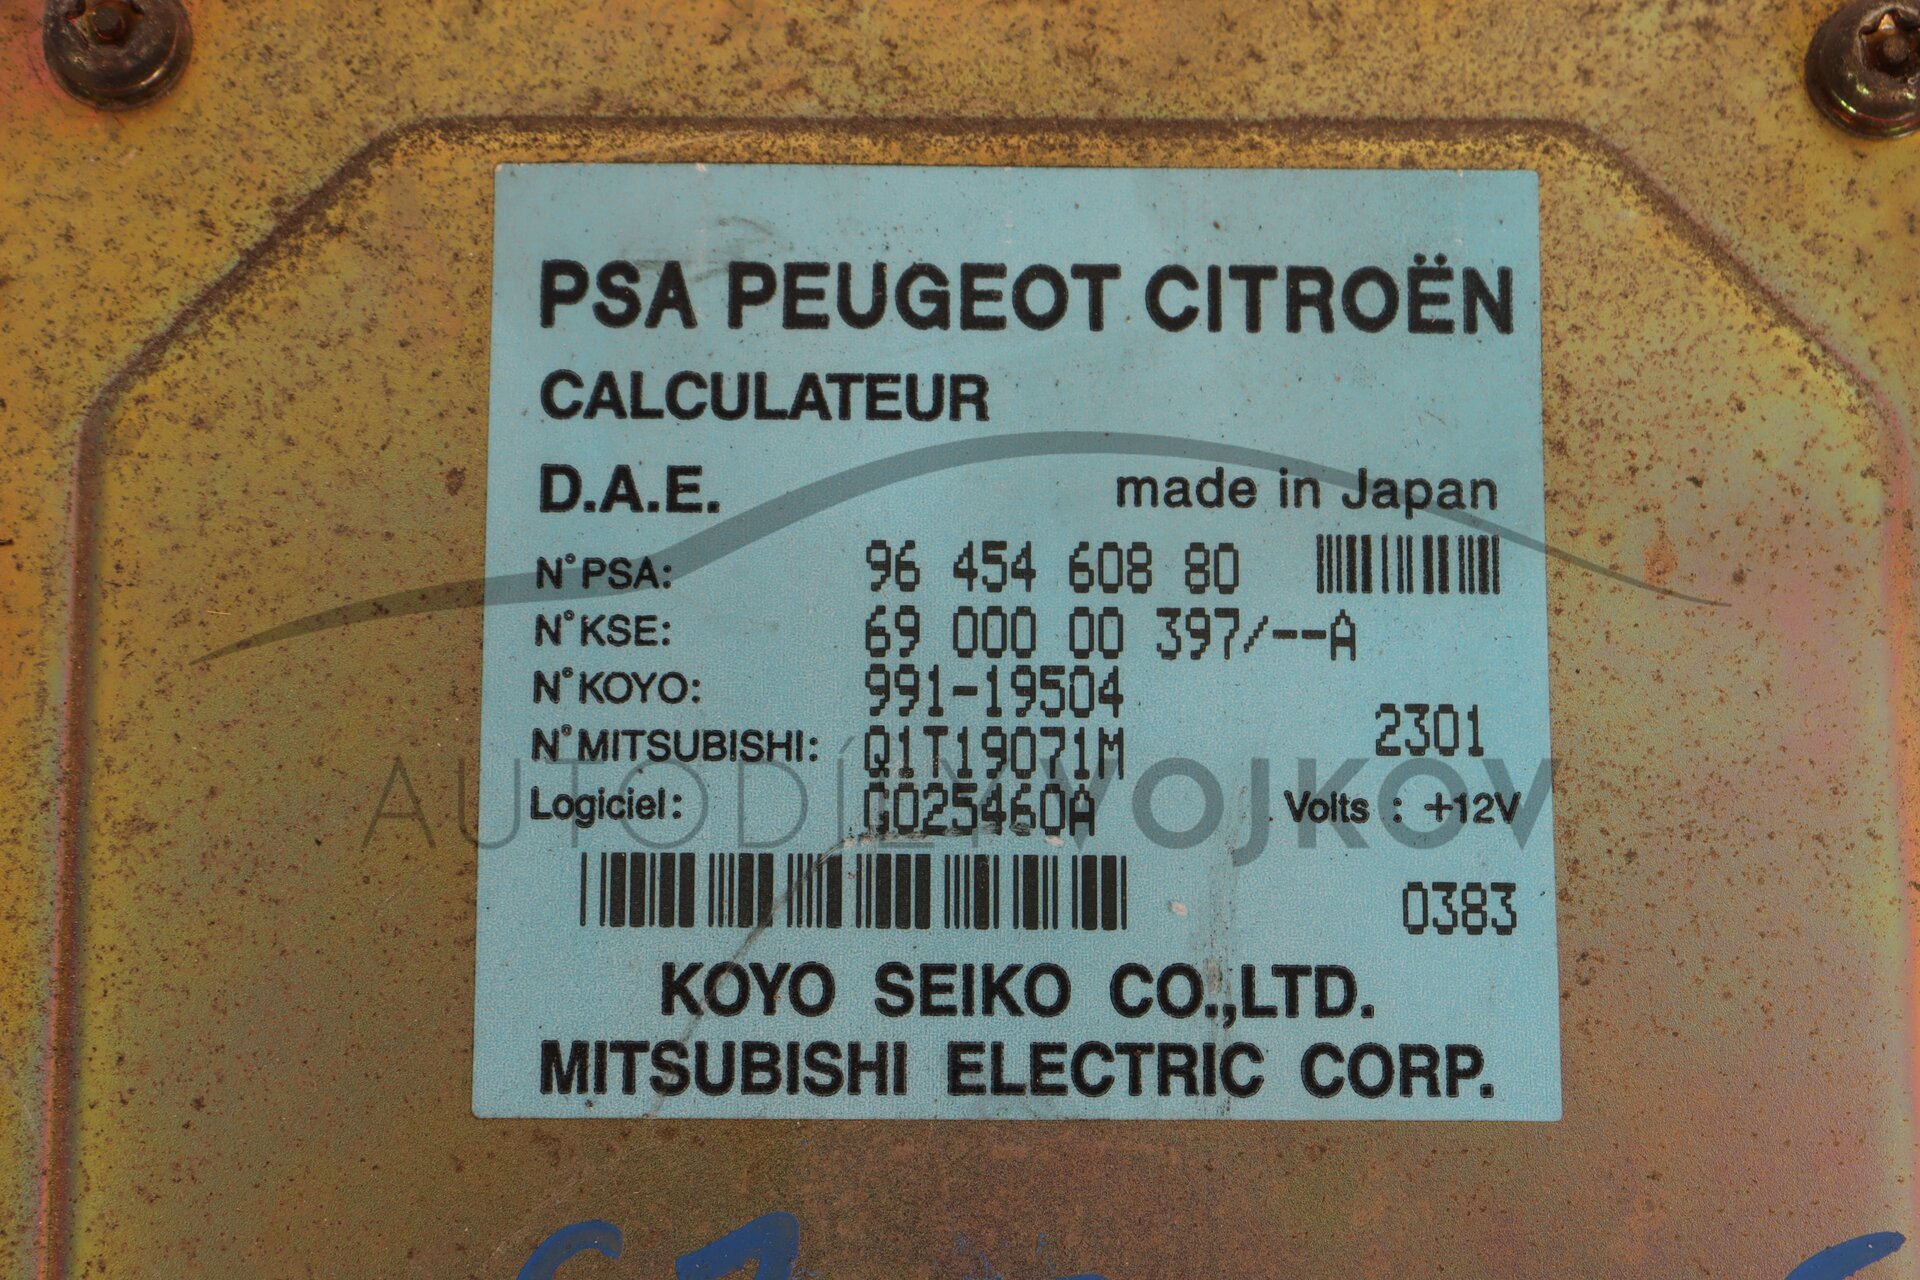 PSA PEUGEOT CITROËN
CALCULATEUR
D.A.E. made in Japan
N°PSA: 96 454 608 80
N°KSE: 69 000 00 397/--A
N°KOYO: 991-19504
2301
N°MITSUBISHI: Q1T19071M
AUTODÍLY VOJKOV
Logiciel: G025460A Volts : +12V
0383
KOYO SEIKO CO.,LTD.
MITSUBISHI ELECTRIC CORP.